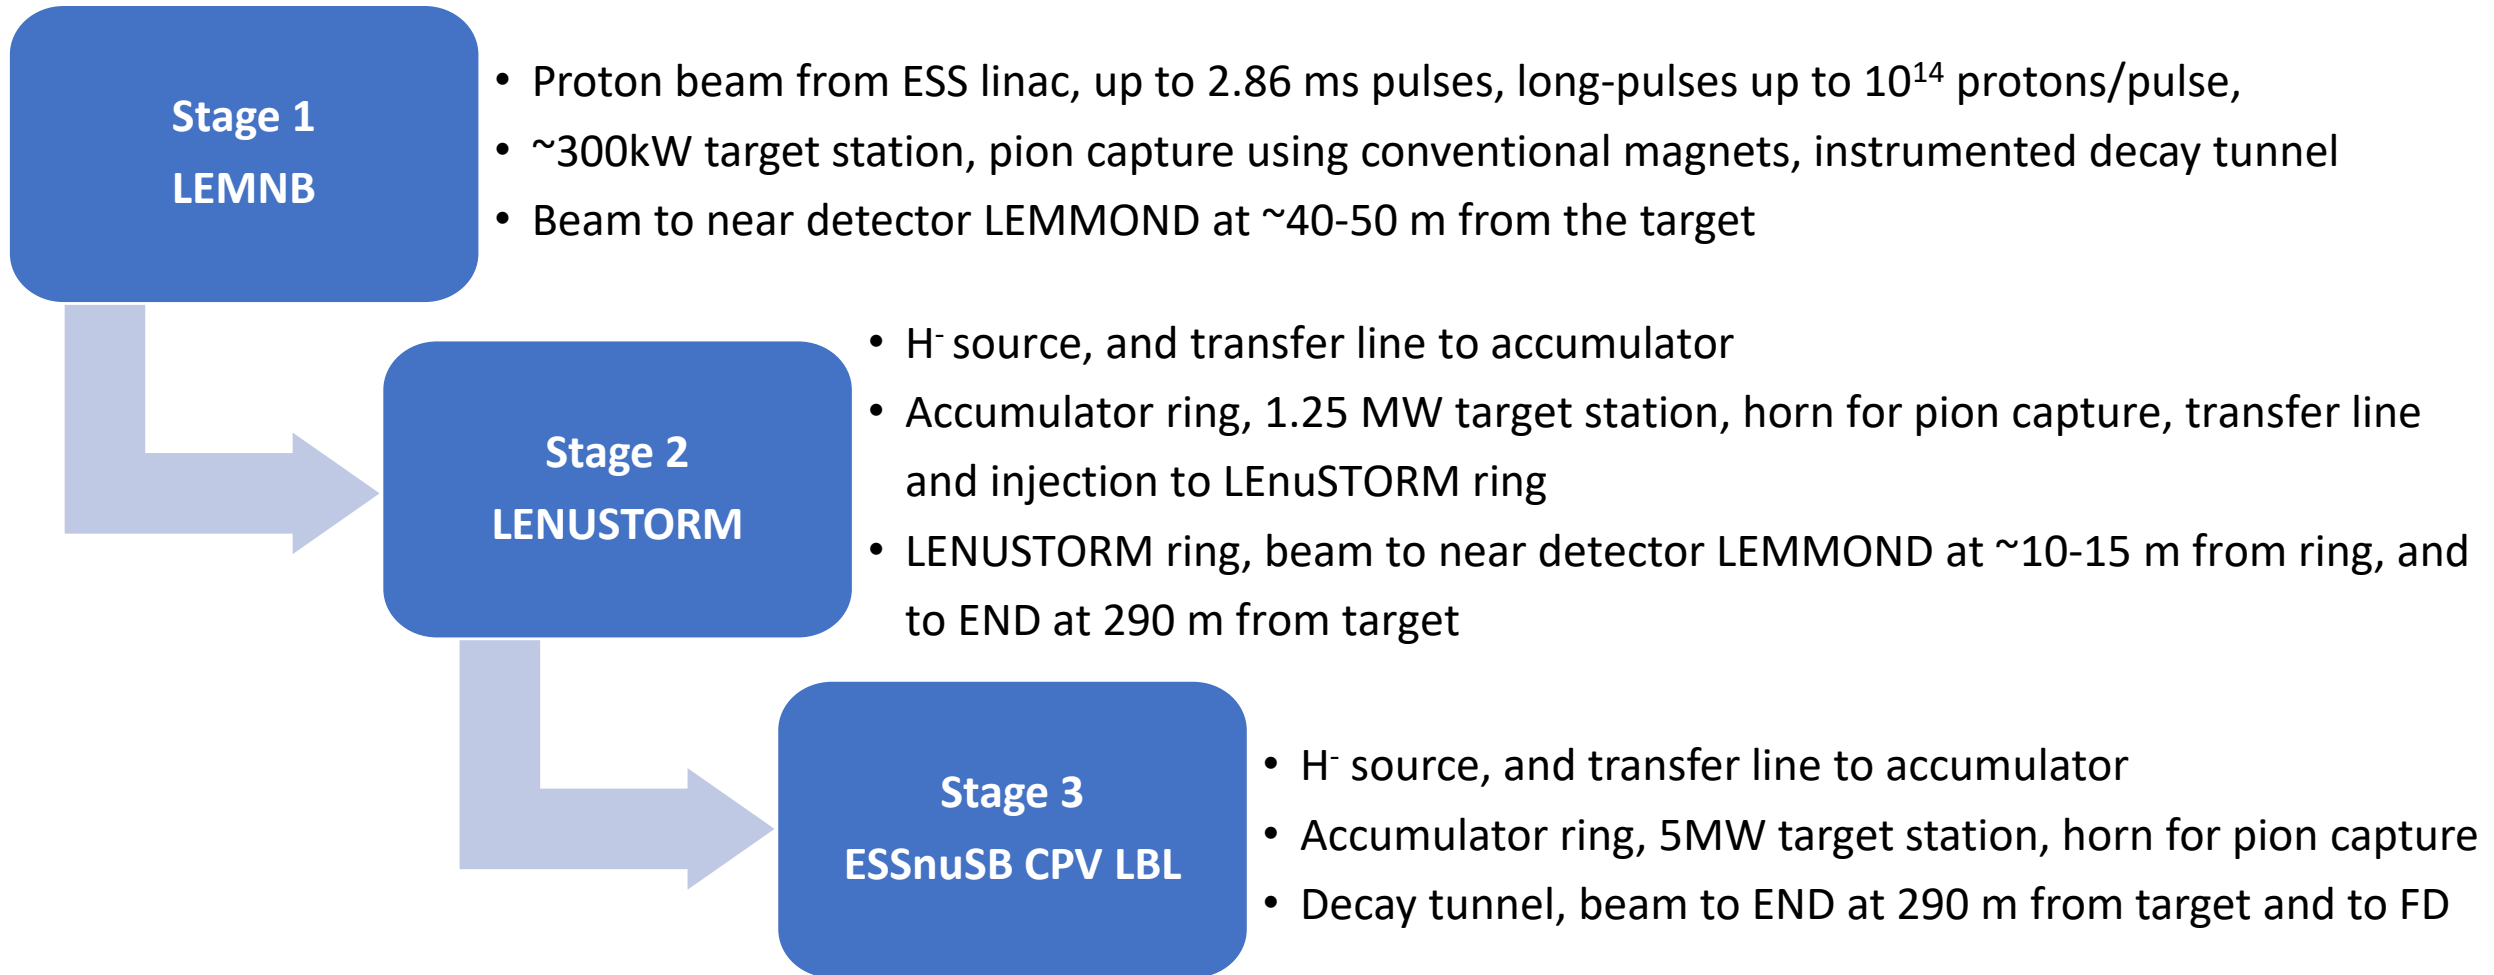 Stage 1
LEMNB
• Proton beam from ESS linac, up to 2.86 ms pulses, long-pulses up to 10¹⁴ protons/pulse,
• ~300kW target station, pion capture using conventional magnets, instrumented decay tunnel
• Beam to near detector LEMMOND at ~40-50 m from the target
Stage 2
LENUSTORM
• H⁻ source, and transfer line to accumulator
• Accumulator ring, 1.25 MW target station, horn for pion capture, transfer line
and injection to LEnuSTORM ring
• LENUSTORM ring, beam to near detector LEMMOND at ~10-15 m from ring, and
to END at 290 m from target
Stage 3
ESSnuSB CPV LBL
• H⁻ source, and transfer line to accumulator
• Accumulator ring, 5MW target station, horn for pion capture
• Decay tunnel, beam to END at 290 m from target and to FD